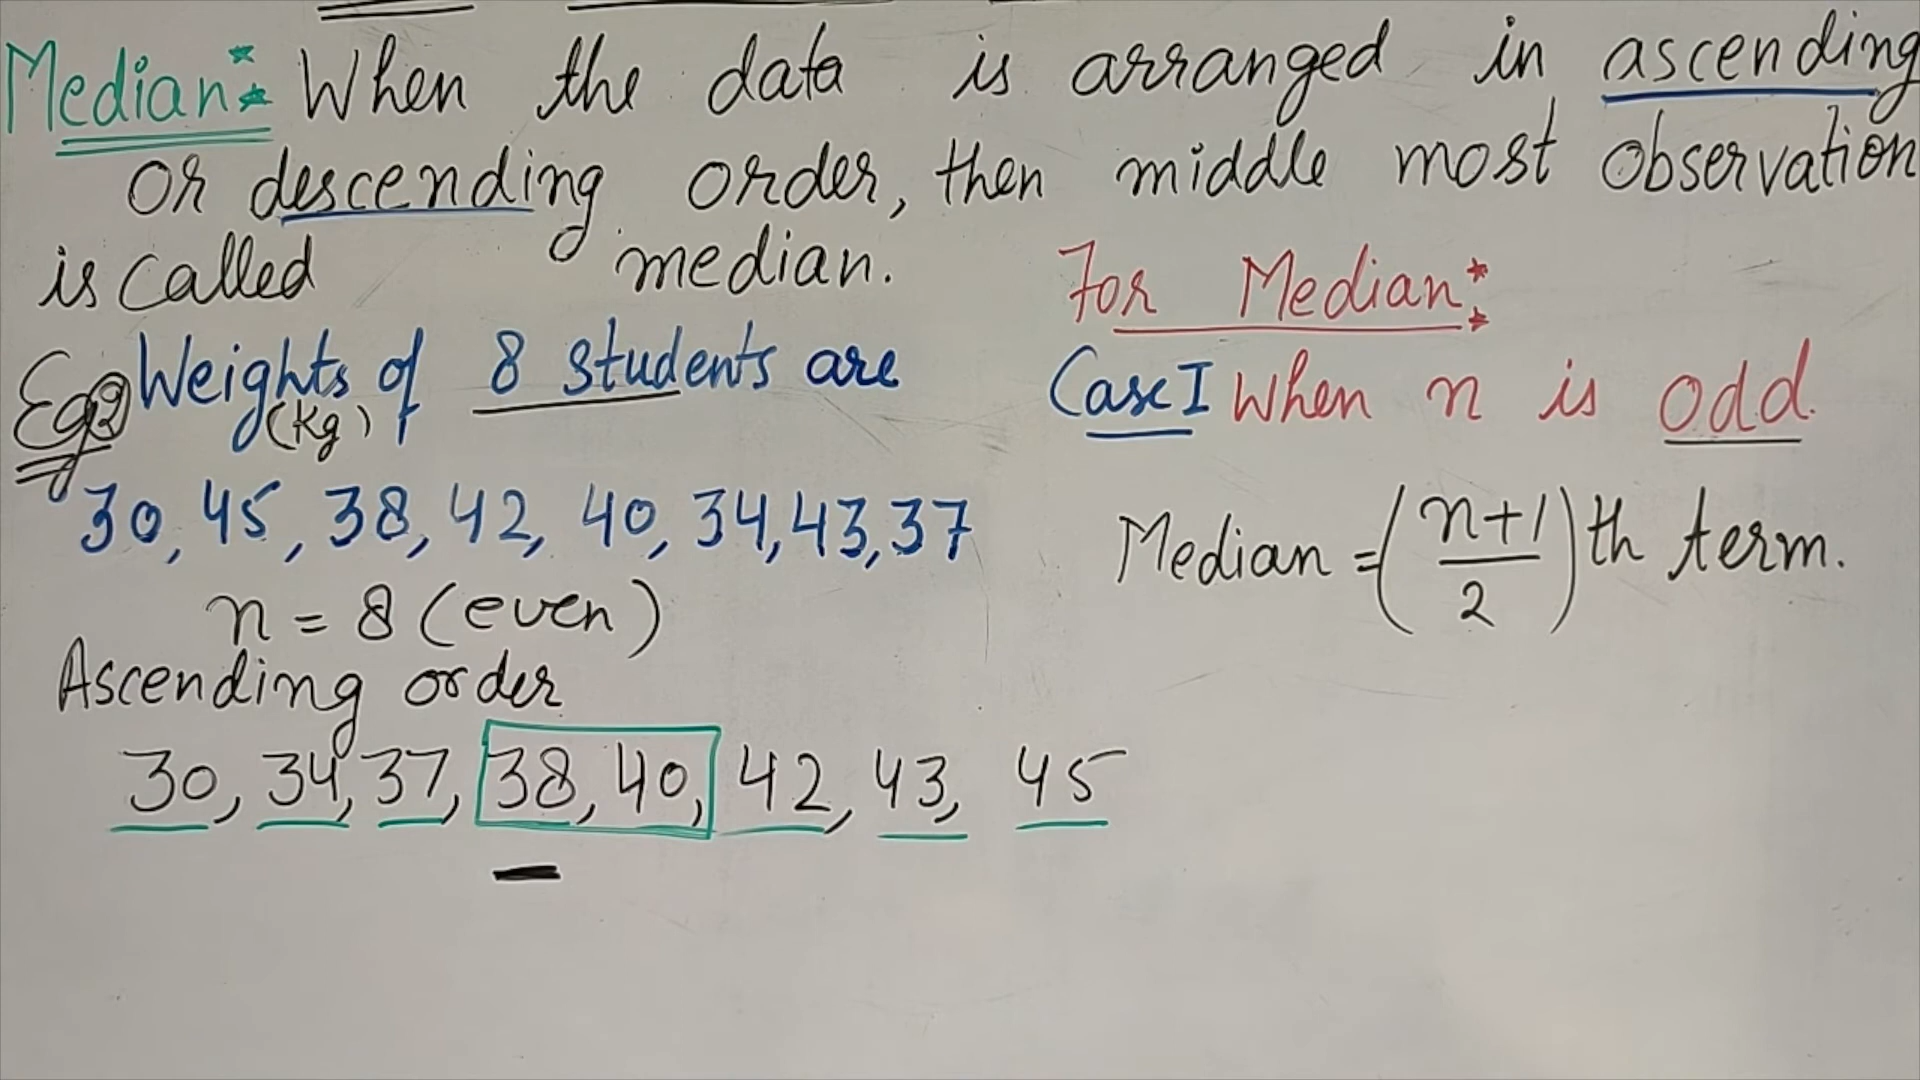 Median: When the data is arranged in ascending
or descending order, then middle most observation
is called median.
Eg2 Weights of 8 students are
(Kg)
30, 45, 38, 42, 40, 34, 43, 37
n = 8 (even)
Ascending order
30, 34, 37, 38, 40, 42, 43, 45
For Median:
Case I When n is odd.
Median = (n+1/2)th term.